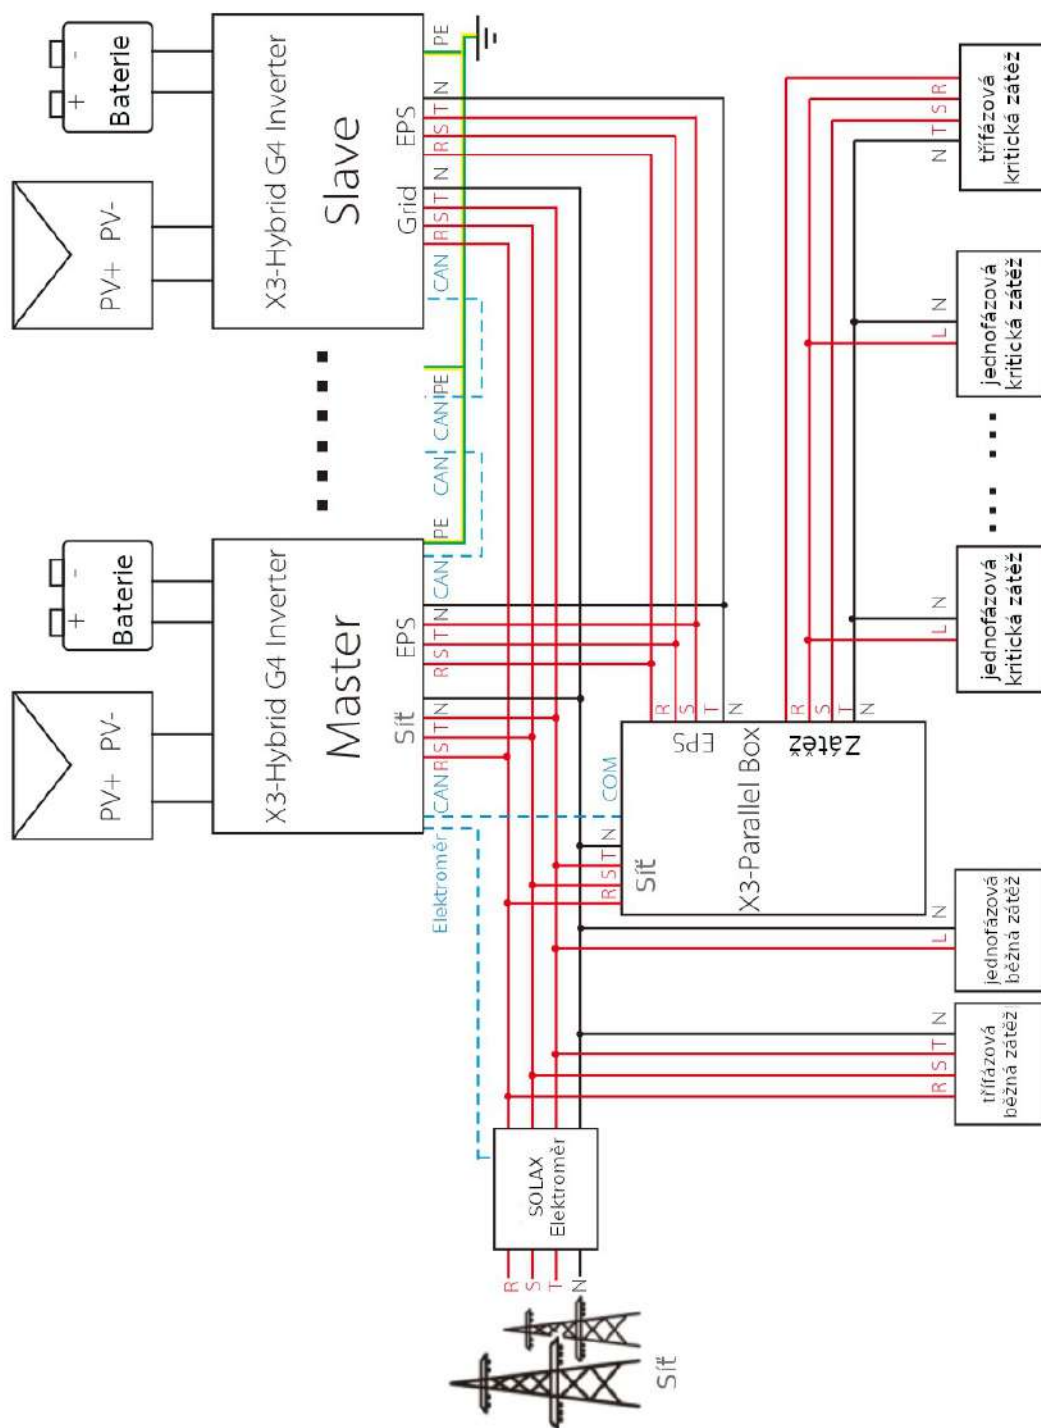 + -
+ -
PV+ PV-
Baterie
PV+ PV-
Baterie
X3-Hybrid G4 Inverter
Master
X3-Hybrid G4 Inverter
Slave
Síť
EPS
Grid
EPS
Elektroměr
CAN
R S T N
R S T N
CAN
PE
CAN
CAN
PE
CAN
R S T N
R S T N
PE
R
S
T
N
SOLAX
Elektroměr
Síť
COM
R S T N
Síť
X3-Parallel Box
EPS
R
S
T
N
Zátěž
R
S
T
N
R S T N
třífázová
běžná zátěž
L N
jednofázová
běžná zátěž
L N
jednofázová
kritická zátěž
L N
jednofázová
kritická zátěž
N T S R
třífázová
kritická zátěž